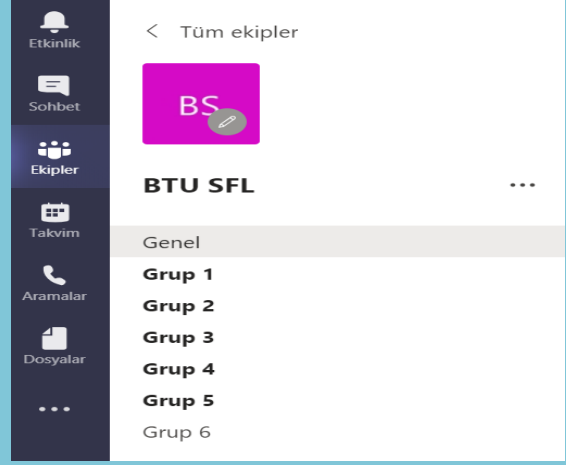 Etkinlik
Sohbet
Ekipler
Takvim
Aramalar
Dosyalar
Tüm ekipler
BS
BTU SFL
Genel
Grup 1
Grup 2
Grup 3
Grup 4
Grup 5
Grup 6